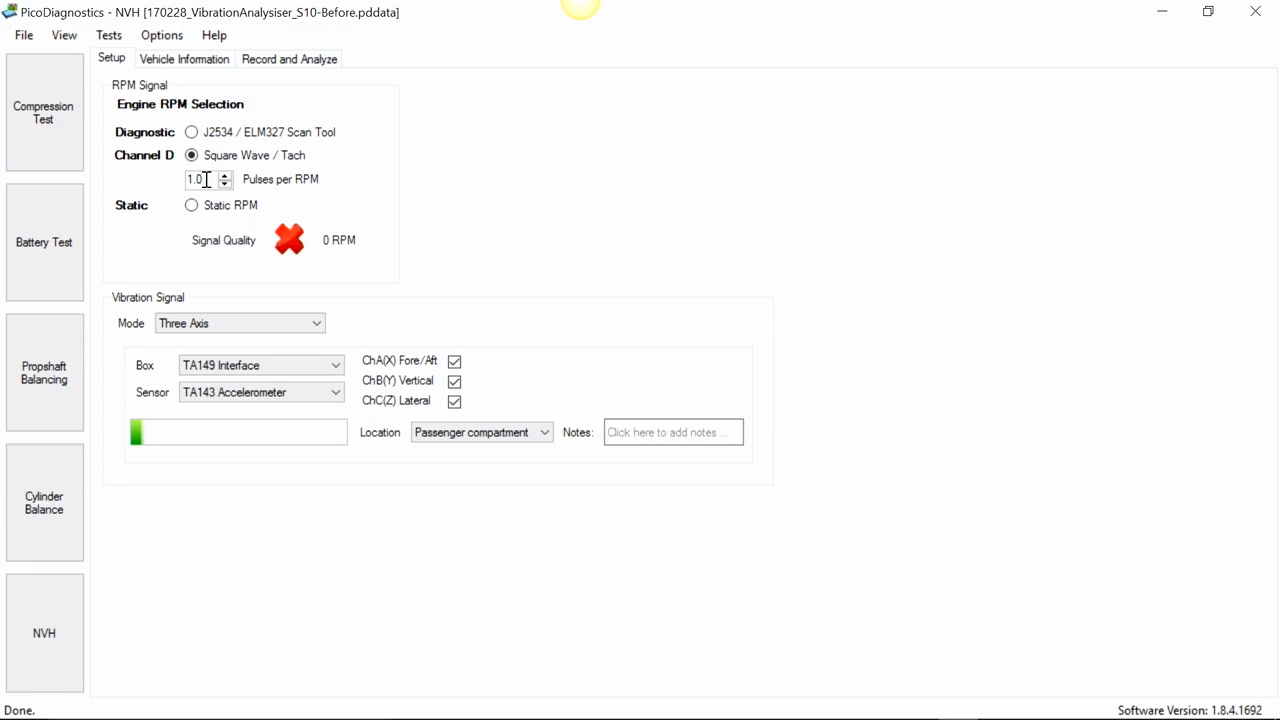 PicoDiagnostics - NVH [170228_VibrationAnalysiser_S10-Before.pddata]
File View Tests Options Help
Setup Vehicle Information Record and Analyze
Compression
Test
Battery Test
Propshaft
Balancing
Cylinder
Balance
NVH
RPM Signal
Engine RPM Selection
Diagnostic J2534 / ELM327 Scan Tool
Channel D Square Wave / Tach
1.0 Pulses per RPM
Static Static RPM
Signal Quality 0 RPM
Vibration Signal
Mode Three Axis
Box TA149 Interface
Sensor TA143 Accelerometer
ChA(X) Fore/Aft
ChB(Y) Vertical
ChC(Z) Lateral
Location Passenger compartment Notes: Click here to add notes ...
Done. Software Version: 1.8.4.1692